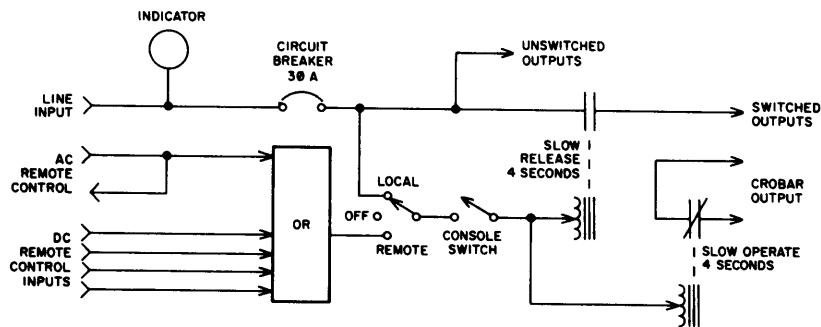 INDICATOR
CIRCUIT
BREAKER
30 A
UNSWITCHED
OUTPUTS
LINE
INPUT
SWITCHED
OUTPUTS
AC
REMOTE
CONTROL
SLOW
RELEASE
4 SECONDS
CROBAR
OUTPUT
LOCAL
OFF
OR
REMOTE
CONSOLE
SWITCH
DC
REMOTE
CONTROL
INPUTS
SLOW OPERATE
4 SECONDS